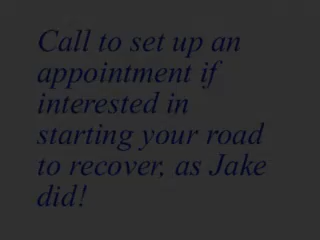 Call to set up an
appointment if
interested in
starting your road
to recover, as Jake
did!